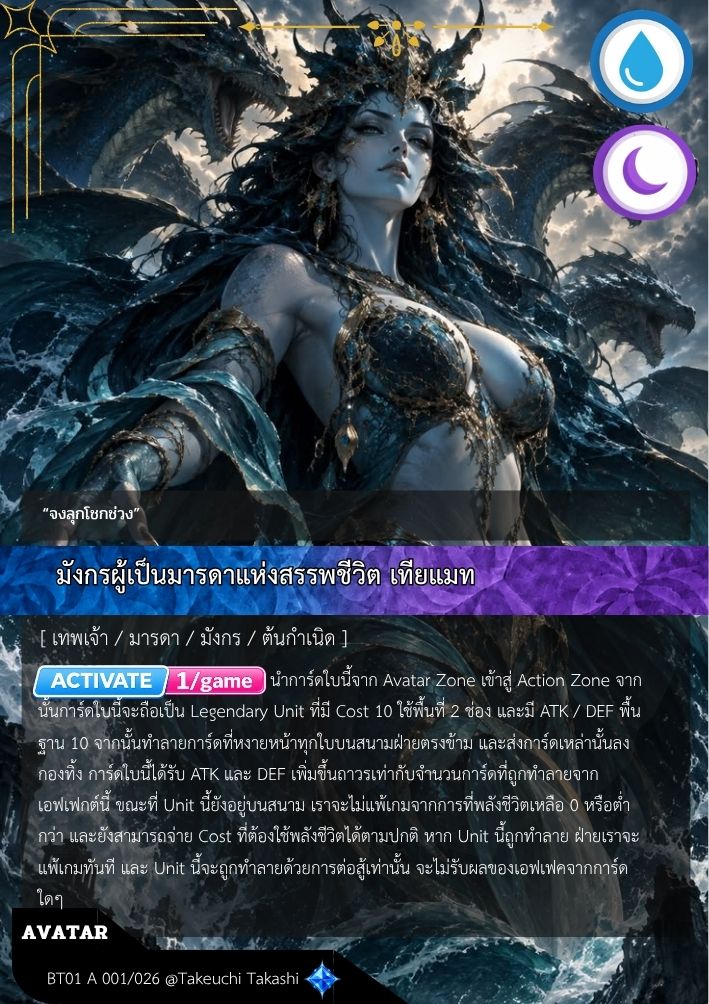 “จงลุกโชกช่วง”
มังกรผู้เป็นมารดาแห่งสรรพชีวิต เทียแมท
[ เทพเจ้า / มารดา / มังกร / ต้นกำเนิด ]
ACTIVATE 1/game นำการ์ดใบนี้จาก Avatar Zone เข้าสู่ Action Zone จาก
นั้นการ์ดใบนี้จะถือเป็น Legendary Unit ที่มี Cost 10 ใช้พื้นที่ 2 ช่อง และมี ATK / DEF พื้น
ฐาน 10 จากนั้นทำลายการ์ดที่หงายหน้าทุกใบบนสนามฝ่ายตรงข้าม และส่งการ์ดเหล่านั้นลง
กองทิ้ง การ์ดใบนี้ได้รับ ATK และ DEF เพิ่มขึ้นถาวรเท่ากับจำนวนการ์ดที่ถูกทำลายจาก
เอฟเฟกต์นี้ ขณะที่ Unit นี้ยังอยู่บนสนาม เราจะไม่แพ้เกมจากการที่พลังชีวิตเหลือ 0 หรือต่ำ
กว่า และยังสามารถจ่าย Cost ที่ต้องใช้พลังชีวิตได้ตามปกติ หาก Unit นี้ถูกทำลาย ฝ่ายเราจะ
แพ้เกมทันที และ Unit นี้จะถูกทำลายด้วยการต่อสู้เท่านั้น จะไม่รับผลของเอฟเฟคจากการ์ด
ใดๆ
AVATAR
BT01 A 001/026 @Takeuchi Takashi